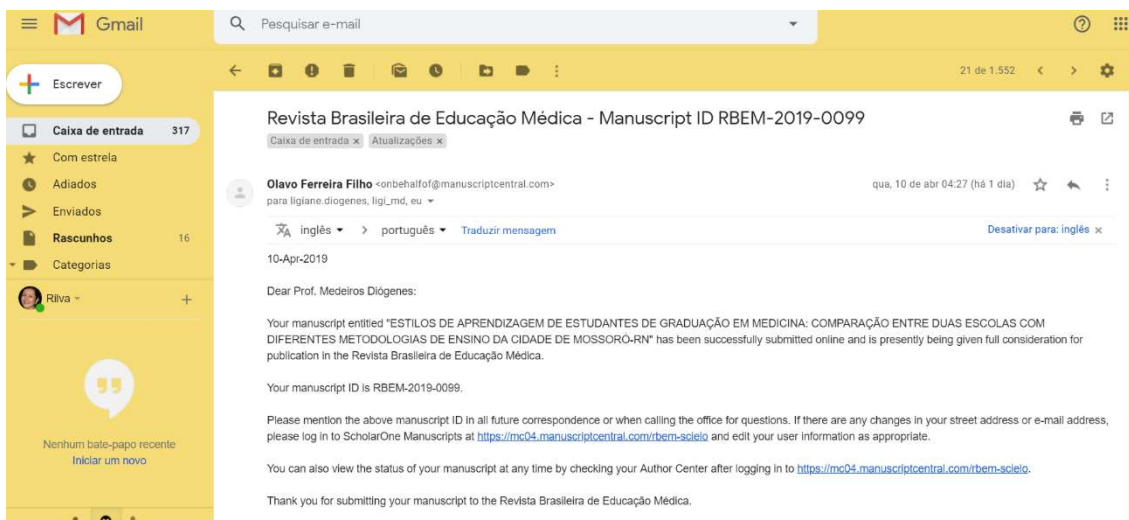 Gmail
Pesquisar e-mail
Escrever
21 de 1.552
Caixa de entrada 317
Com estrela
Adiados
Enviados
Rascunhos 16
Categorias
Rilva
Nenhum bate-papo recente
Iniciar um novo
Revista Brasileira de Educação Médica - Manuscript ID RBEM-2019-0099
Caixa de entrada x Atualizações x
Olavo Ferreira Filho <onbehalfof@manuscriptcentral.com> qua, 10 de abr 04:27 (há 1 dia)
para ligiane.diogenes, ligi_md, eu
inglês > português Traduzir mensagem Desativar para: inglês x
10-Apr-2019
Dear Prof. Medeiros Diógenes:
Your manuscript entitled "ESTILOS DE APRENDIZAGEM DE ESTUDANTES DE GRADUAÇÃO EM MEDICINA: COMPARAÇÃO ENTRE DUAS ESCOLAS COM
DIFERENTES METODOLOGIAS DE ENSINO DA CIDADE DE MOSSORÓ-RN" has been successfully submitted online and is presently being given full consideration for
publication in the Revista Brasileira de Educação Médica.
Your manuscript ID is RBEM-2019-0099.
Please mention the above manuscript ID in all future correspondence or when calling the office for questions. If there are any changes in your street address or e-mail address,
please log in to ScholarOne Manuscripts at https://mc04.manuscriptcentral.com/rbem-scielo and edit your user information as appropriate.
You can also view the status of your manuscript at any time by checking your Author Center after logging in to https://mc04.manuscriptcentral.com/rbem-scielo.
Thank you for submitting your manuscript to the Revista Brasileira de Educação Médica.